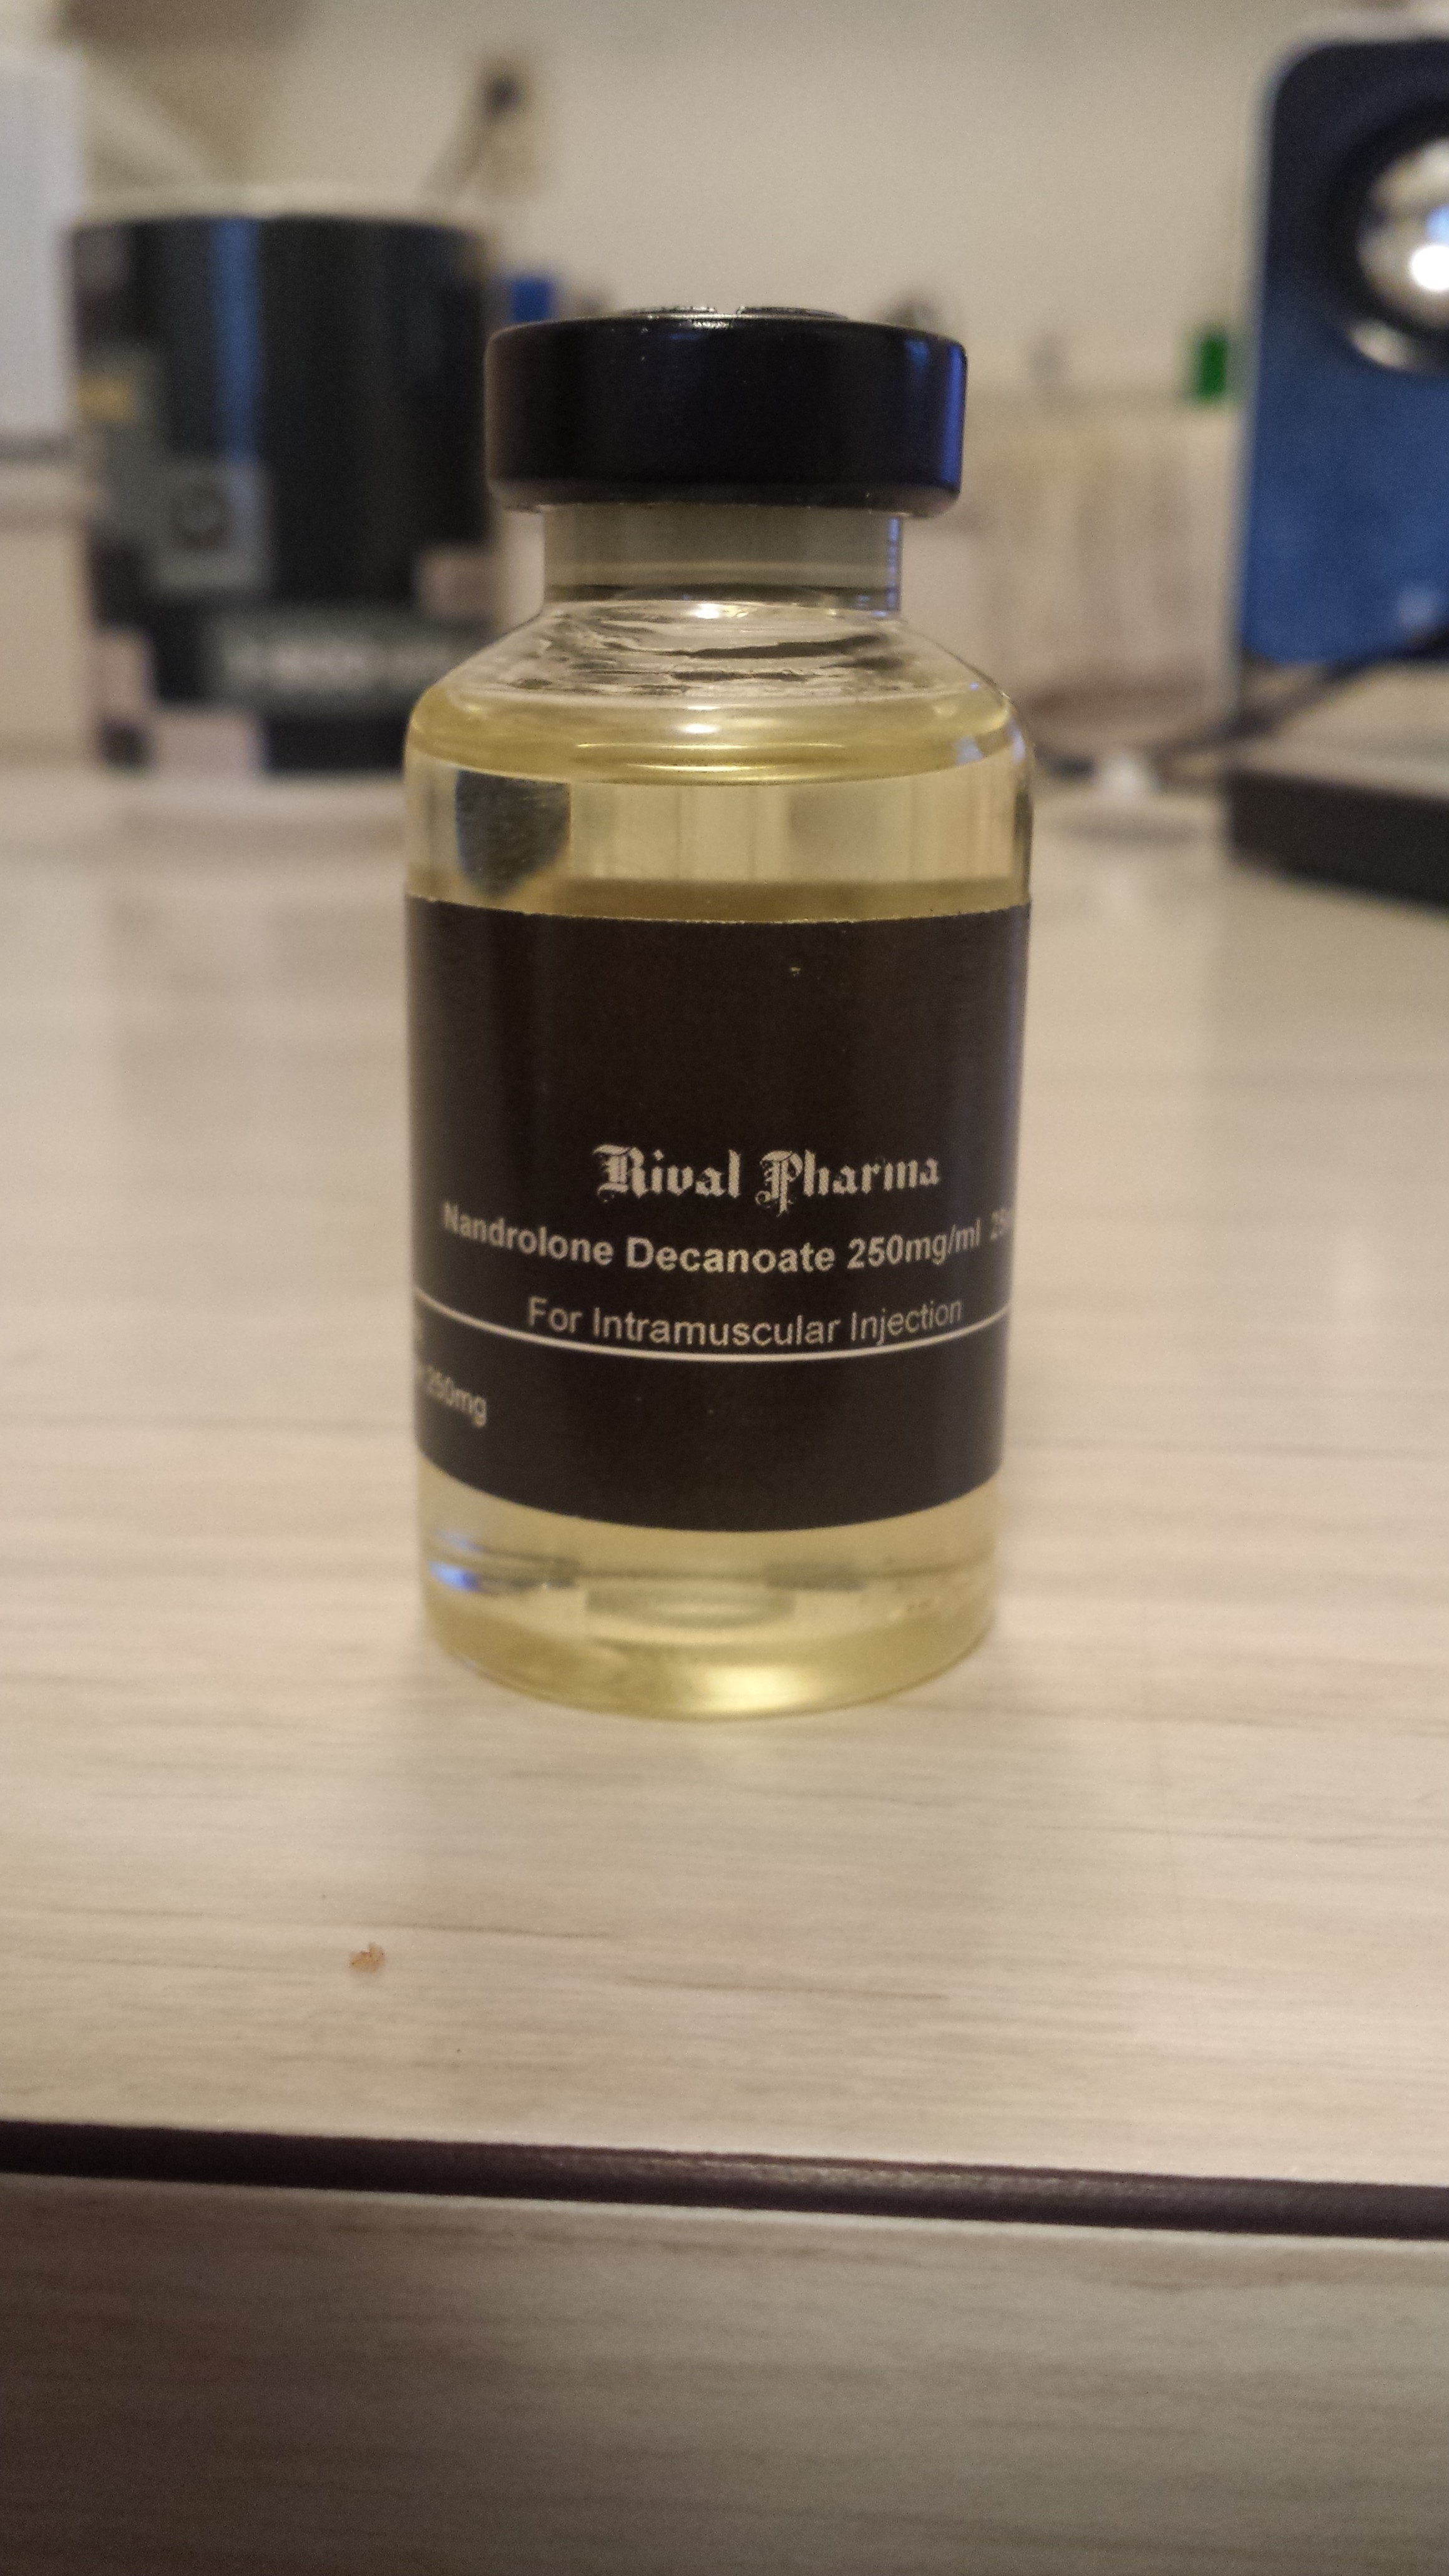 Rival Pharma
Nandrolone Decanoate 250mg/ml
For Intramuscular Injection
250mg